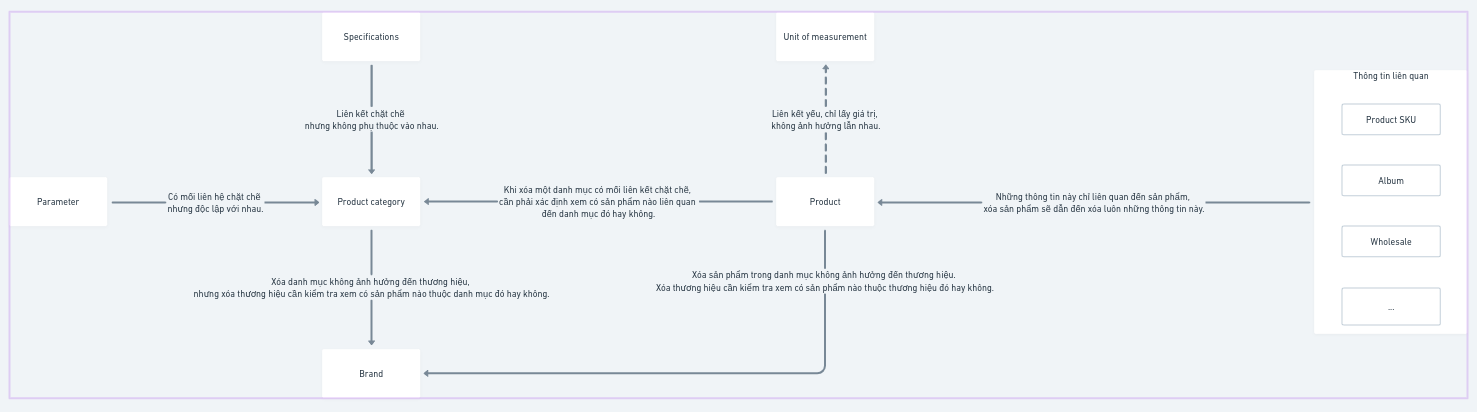 Specifications
Unit of measurement
Thông tin liên quan
Product SKU
Liên kết chặt chẽ
nhưng không phụ thuộc vào nhau.
Liên kết yếu, chỉ lấy giá trị,
không ảnh hưởng lẫn nhau.
Album
Parameter
Có mối liên hệ chặt chẽ
nhưng độc lập với nhau.
Product category
Khi xóa một danh mục có mối liên kết chặt chẽ,
cần phải xác định xem có sản phẩm nào liên quan
đến danh mục đó hay không.
Product
Những thông tin này chỉ liên quan đến sản phẩm,
xóa sản phẩm sẽ dẫn đến xóa luôn những thông tin này.
Wholesale
Xóa danh mục không ảnh hưởng đến thương hiệu,
nhưng xóa thương hiệu cần kiểm tra xem có sản phẩm nào thuộc danh mục đó hay không.
Xóa sản phẩm trong danh mục không ảnh hưởng đến thương hiệu.
Xóa thương hiệu cần kiểm tra xem có sản phẩm nào thuộc thương hiệu đó hay không.
...
Brand